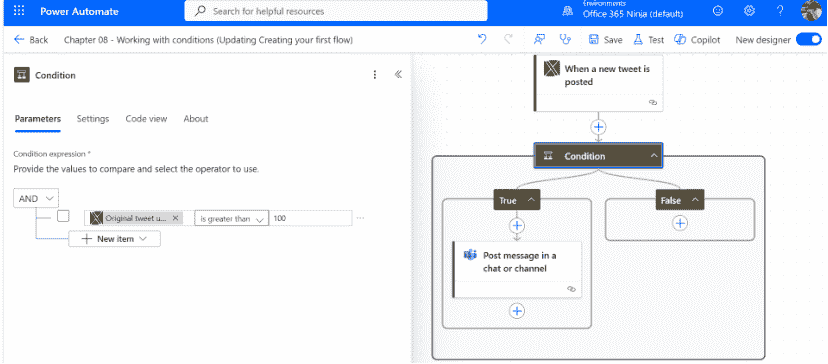 Power Automate
Search for helpful resources
Environments
Office 365 Ninja (default)
Back
Chapter 08 - Working with conditions (Updating Creating your first flow)
Save
Test
Copilot
New designer
Condition
Parameters
Settings
Code view
About
Condition expression *
Provide the values to compare and select the operator to use.
AND
Original tweet u...
is greater than
100
New item
When a new tweet is
posted
Condition
True
False
Post message in a
chat or channel